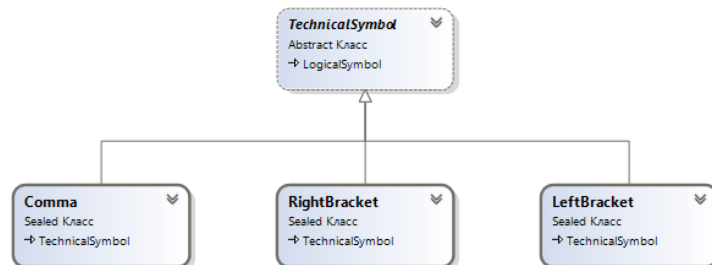 TechnicalSymbol
Abstract Класс
LogicalSymbol
Comma
Sealed Класс
TechnicalSymbol
RightBracket
Sealed Класс
TechnicalSymbol
LeftBracket
Sealed Класс
TechnicalSymbol